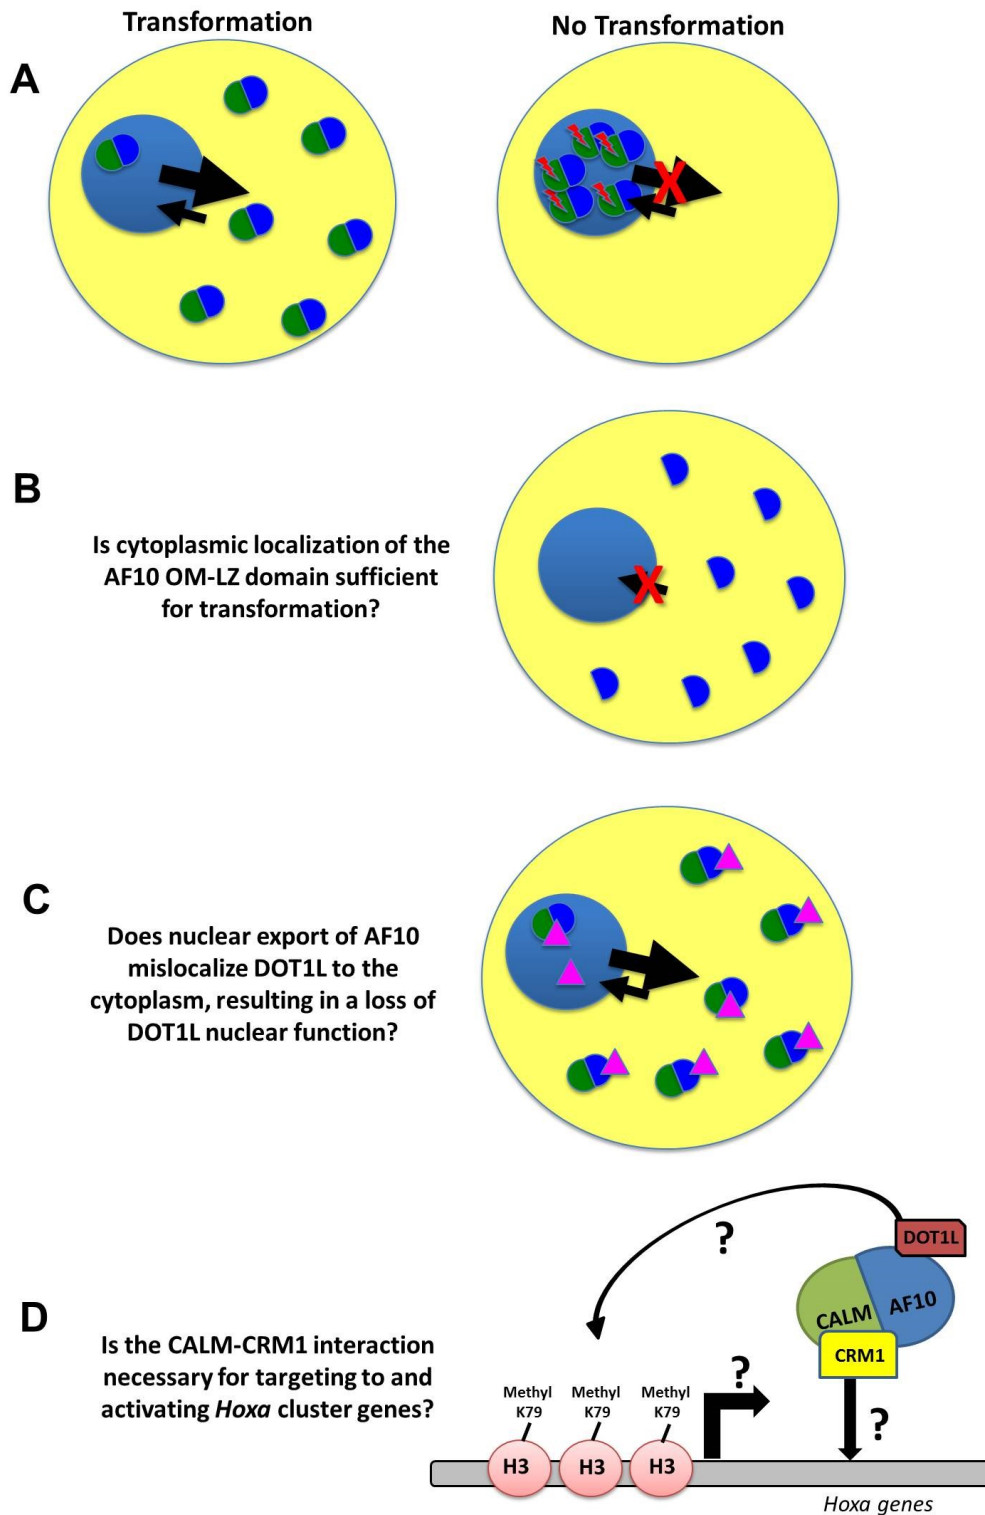 Transformation
No Transformation
A
B
Is cytoplasmic localization of the
AF10 OM-LZ domain sufficient
for transformation?
X
X
C
Does nuclear export of AF10
mislocalize DOT1L to the
cytoplasm, resulting in a loss of
DOT1L nuclear function?
D
Is the CALM-CRM1 interaction
necessary for targeting to and
activating Hoxa cluster genes?
?
DOT1L
CALM
AF10
CRM1
?
?
Methyl
K79
Methyl
K79
Methyl
K79
H3
H3
H3
Hoxa genes